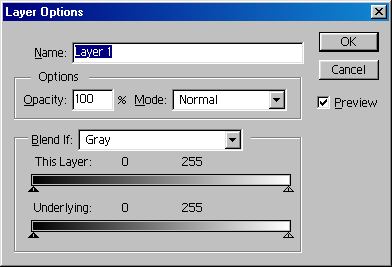 Layer Options
Name: Layer 1
OK
Cancel
Preview
Options
Opacity: 100 % Mode: Normal
Blend If: Gray
This Layer: 0 255
Underlying: 0 255